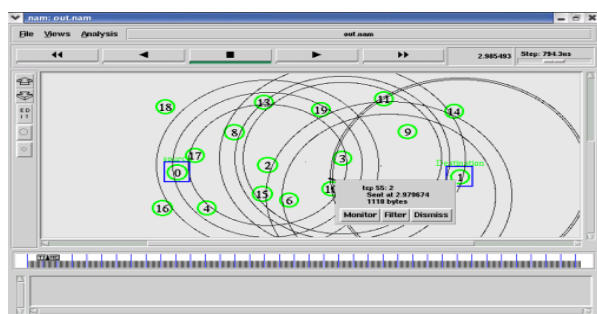 nam: out.nam
File Views Analysis out.nam
2.985493 Step: 794.3us
18
13
19
11
14
8
9
17
2
3
Destination
0
1
15
6
16
4
tcp 55: 2
Sent at 2.979674
1118 bytes
Monitor Filter Dismiss
TIME